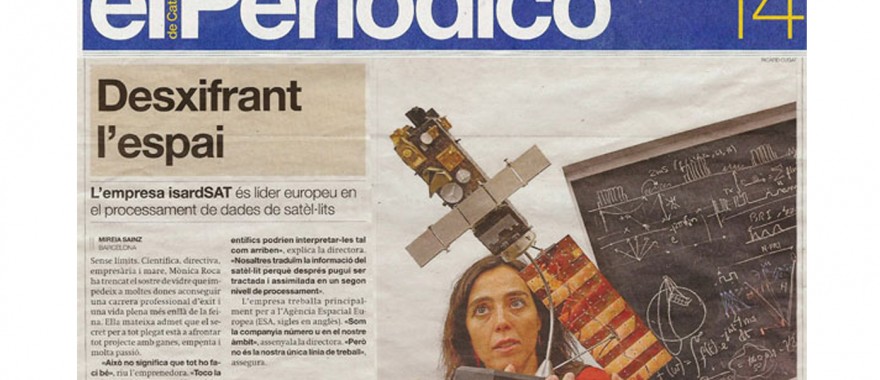 elPeriódico
de Cat
14
RICARD CUGAT
Desxifrant
l'espai
L'empresa isardSAT és líder europeu en
el processament de dades de satèl·lits
MIREIA SAINZ
BARCELONA
Sense límits. Científica, directiva,
empresària i mare, Mònica Roca
ha trencat el sostre de vidre que im-
pedeix a moltes dones aconseguir
una carrera professional d'èxit i
una vida plena més enllà de la fei-
na. Ella mateixa admet que el se-
cret per a tot plegat està a afrontar
tot projecte amb ganes, empenta i
molta passió.
«Això no significa que tot ho fa-
ci bé», riu l'emprenedora. «Toco la
entífics podrien interpretar-les tal
com arriben», explica la directora.
«Nosaltres traduïm la informació del
satèl·lit perquè després pugui ser
tractada i assimilada en un segon
nivell de processament».
L'empresa treballa principal-
ment per a l'Agència Espacial Eu-
ropea (ESA, sigles en anglès). «Som
la companyia número u en el nostre
àmbit», assenyala la directora. «Però
no és la nostra única línia de treball»,
assegura.